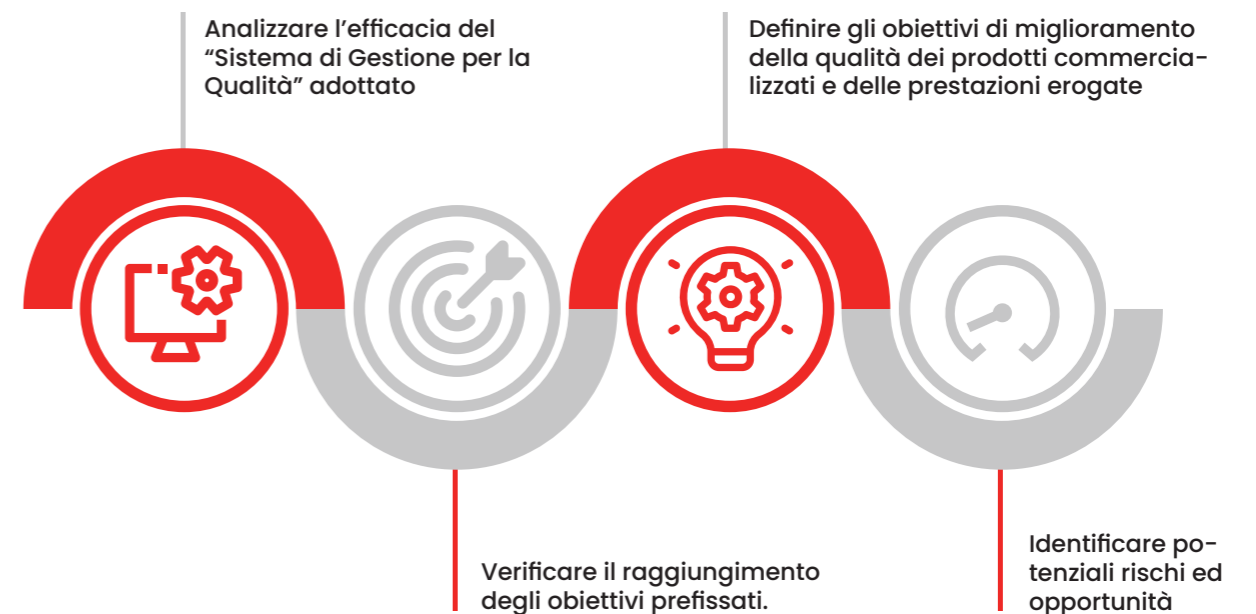 Analizzare l’efficacia del
“Sistema di Gestione per la
Qualità” adottato
Definire gli obiettivi di miglioramento
della qualità dei prodotti commercia-
lizzati e delle prestazioni erogate
Verificare il raggiungimento
degli obiettivi prefissati.
Identificare po-
tenziali rischi ed
opportunità